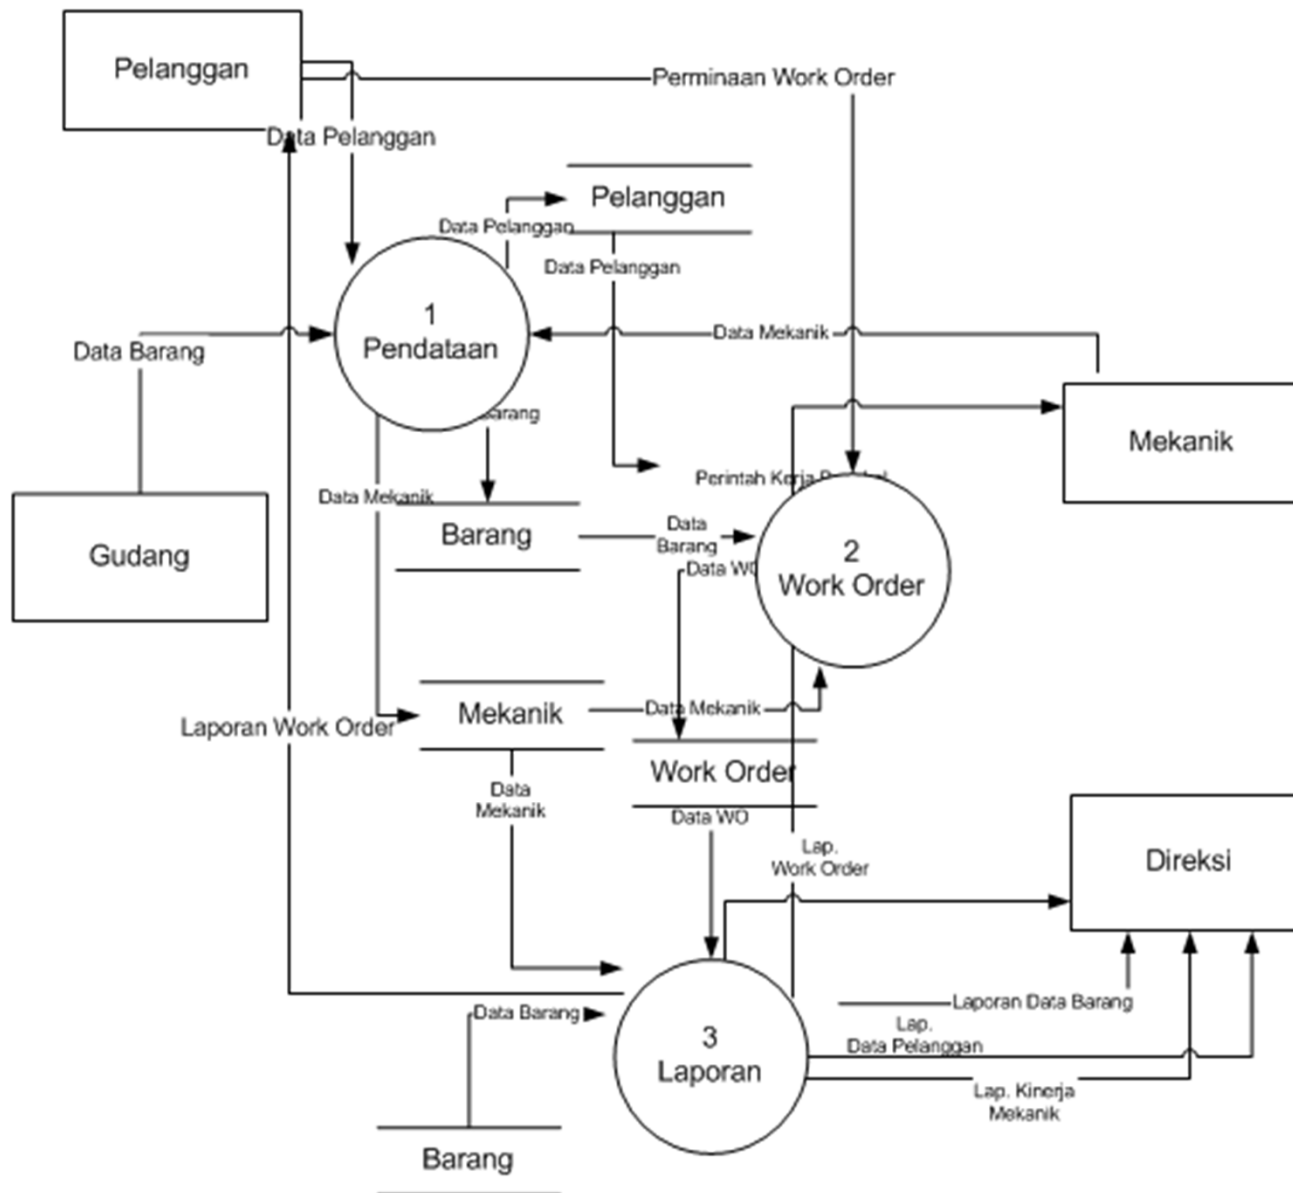 Pelanggan
Perminaan Work Order
Data Pelanggan
Pelanggan
Data Pelanggan
Data Pelanggan
1
Pendataan
Data Mekanik
Data Barang
Barang
Mekanik
Perintah Kerja
Data Mekanik
Gudang
Barang
Data
Barang
2
Work Order
Data WO
Laporan Work Order
Mekanik
Data Mekanik
Work Order
Data
Mekanik
Data WO
Lap.
Work Order
Direksi
Laporan Data Barang
Data Barang
Lap.
Data Pelanggan
3
Laporan
Lap. Kinerja
Mekanik
Barang